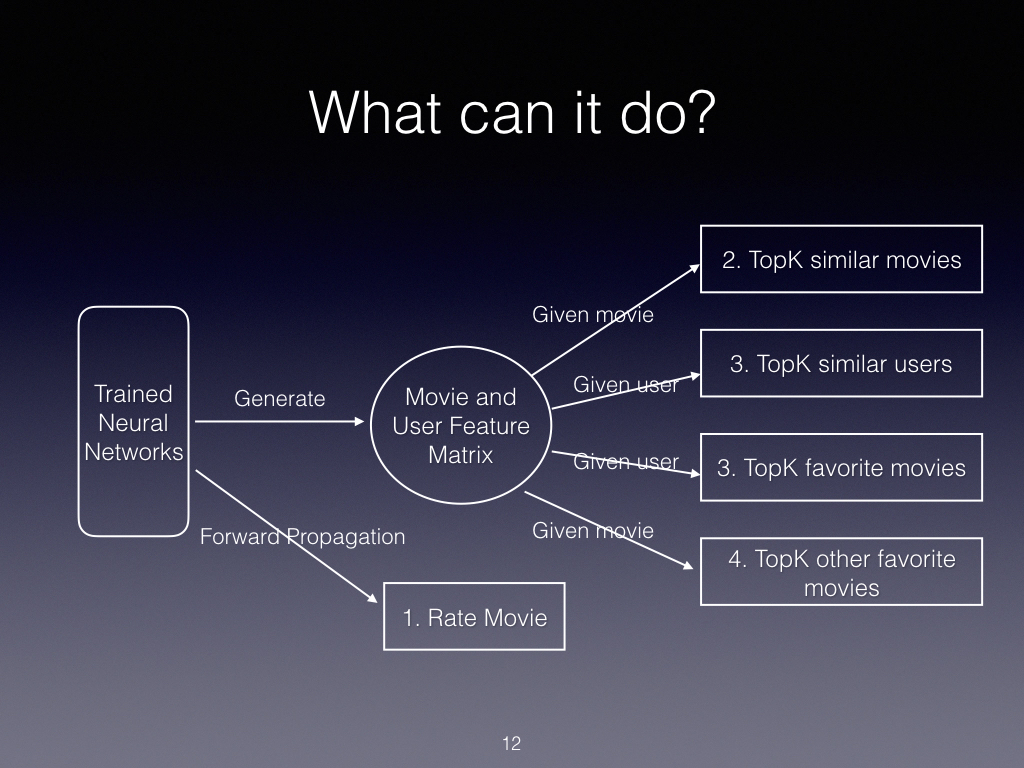 What can it do?
2. TopK similar movies
Given movie
3. TopK similar users
Given user
Trained
Neural
Networks
Generate
Movie and
User Feature
Matrix
Given user
3. TopK favorite movies
Given movie
4. TopK other favorite
movies
Forward Propagation
1. Rate Movie
12